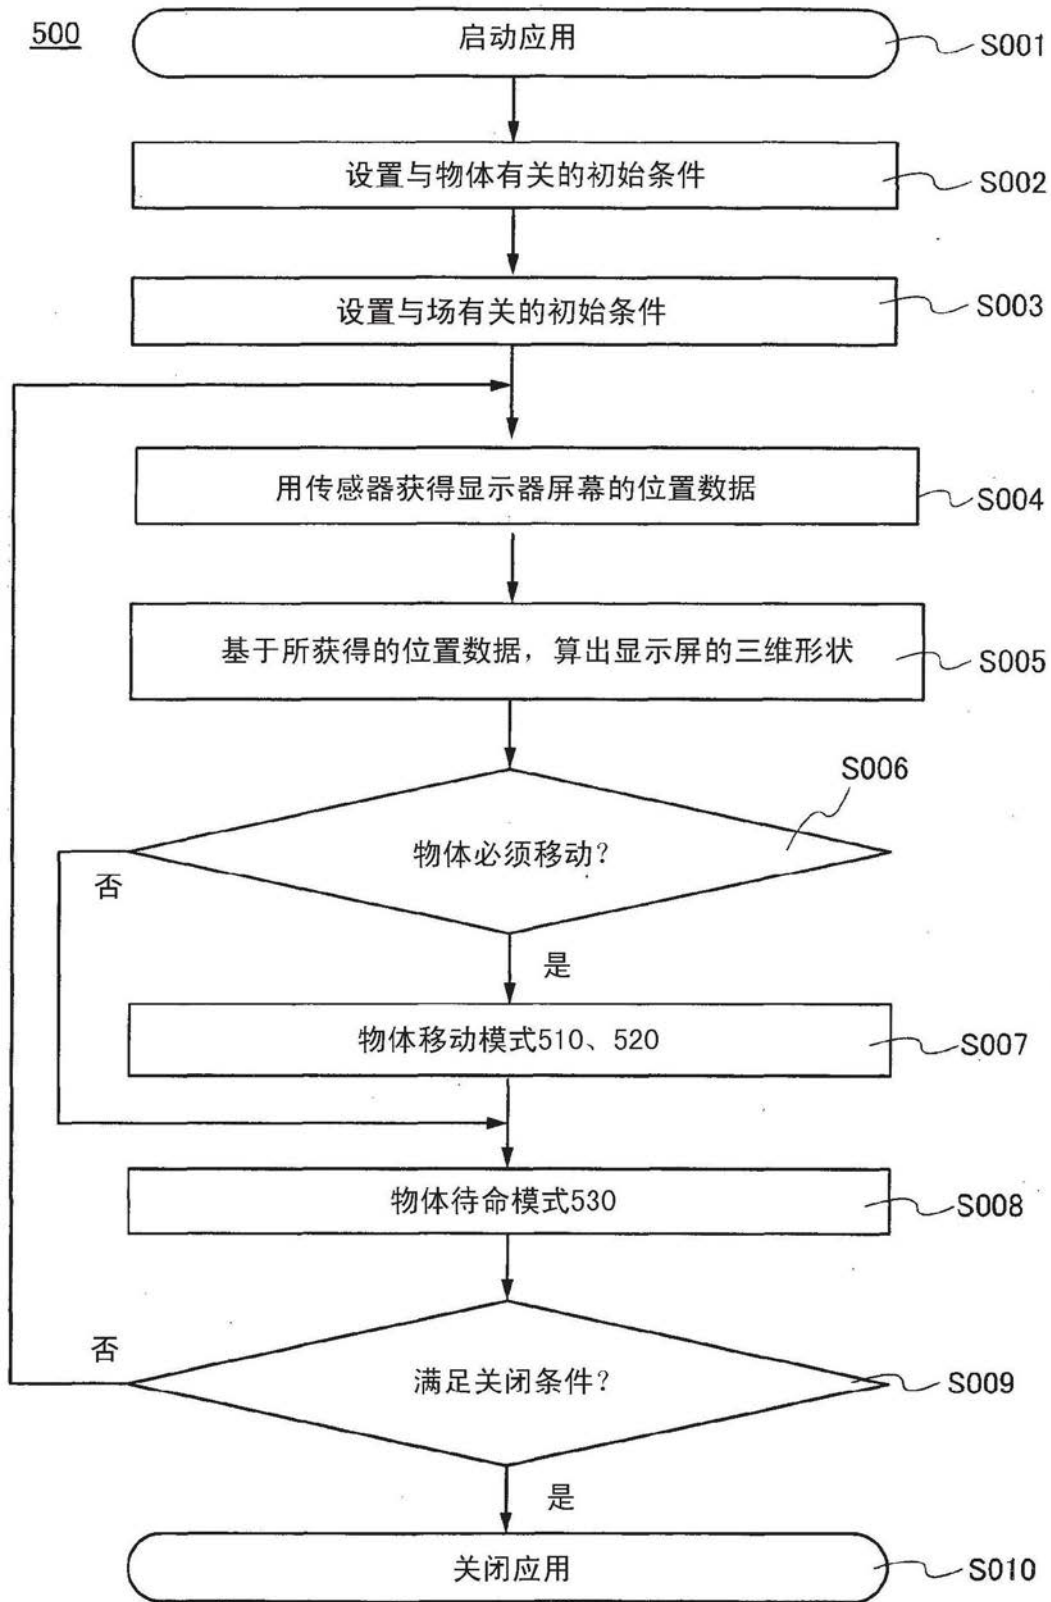 500
启动应用
S001
设置与物体有关的初始条件
S002
设置与场有关的初始条件
S003
用传感器获得显示器屏幕的位置数据
S004
基于所获得的位置数据，算出显示屏的三维形状
S005
S006
物体必须移动？
否
是
物体移动模式510、520
S007
物体待命模式530
S008
否
满足关闭条件？
S009
是
关闭应用
S010